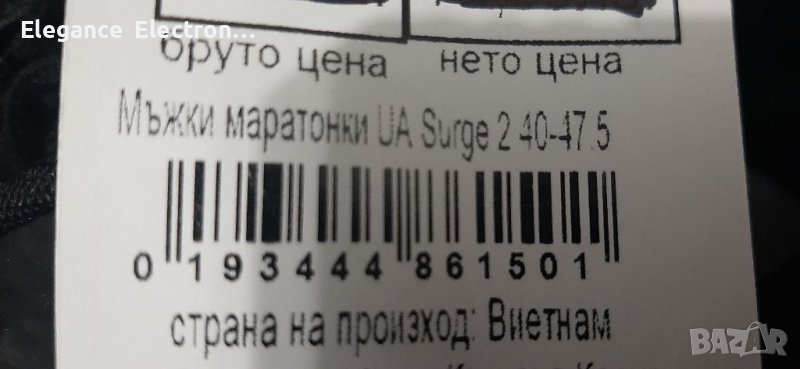 Elegance Electron...
бруто цена нето цена
Мъжки маратонки UA Surge 2 40-47.5
0 193444 861501
страна на произход: Виетнам
BAZAR